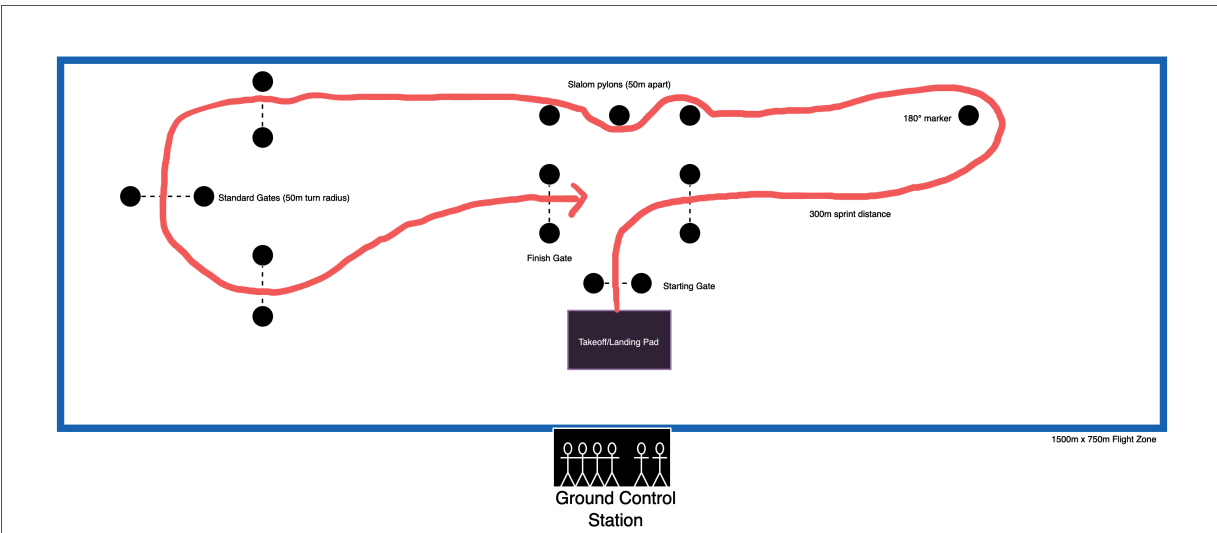 Slalom pylons (50m apart)
180° marker
Standard Gates (50m turn radius)
300m sprint distance
Finish Gate
Starting Gate
Takeoff/Landing Pad
1500m x 750m Flight Zone
Ground Control
Station